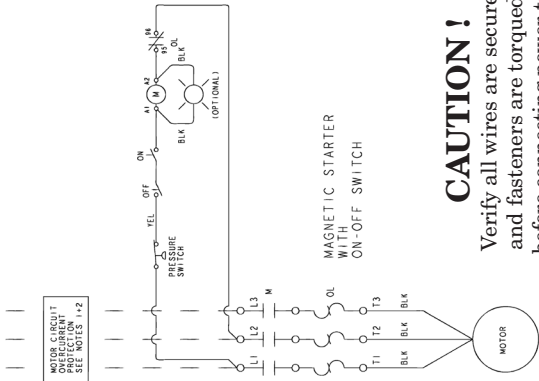 MOTOR CIRCUIT
OVERCURRENT
PROTECTION
SEE NOTES 1+2
96
95
OL
BLK
A2
M
A1
(OPTIONAL)
BLK
ON
OFF
YEL
PRESSURE
SWITCH
L1
L2
L3
M
OL
T1
T2
T3
BLK
BLK
BLK
MOTOR
MAGNETIC STARTER
WITH
ON-OFF SWITCH
CAUTION !
Verify all wires are secure
and fasteners are torqued